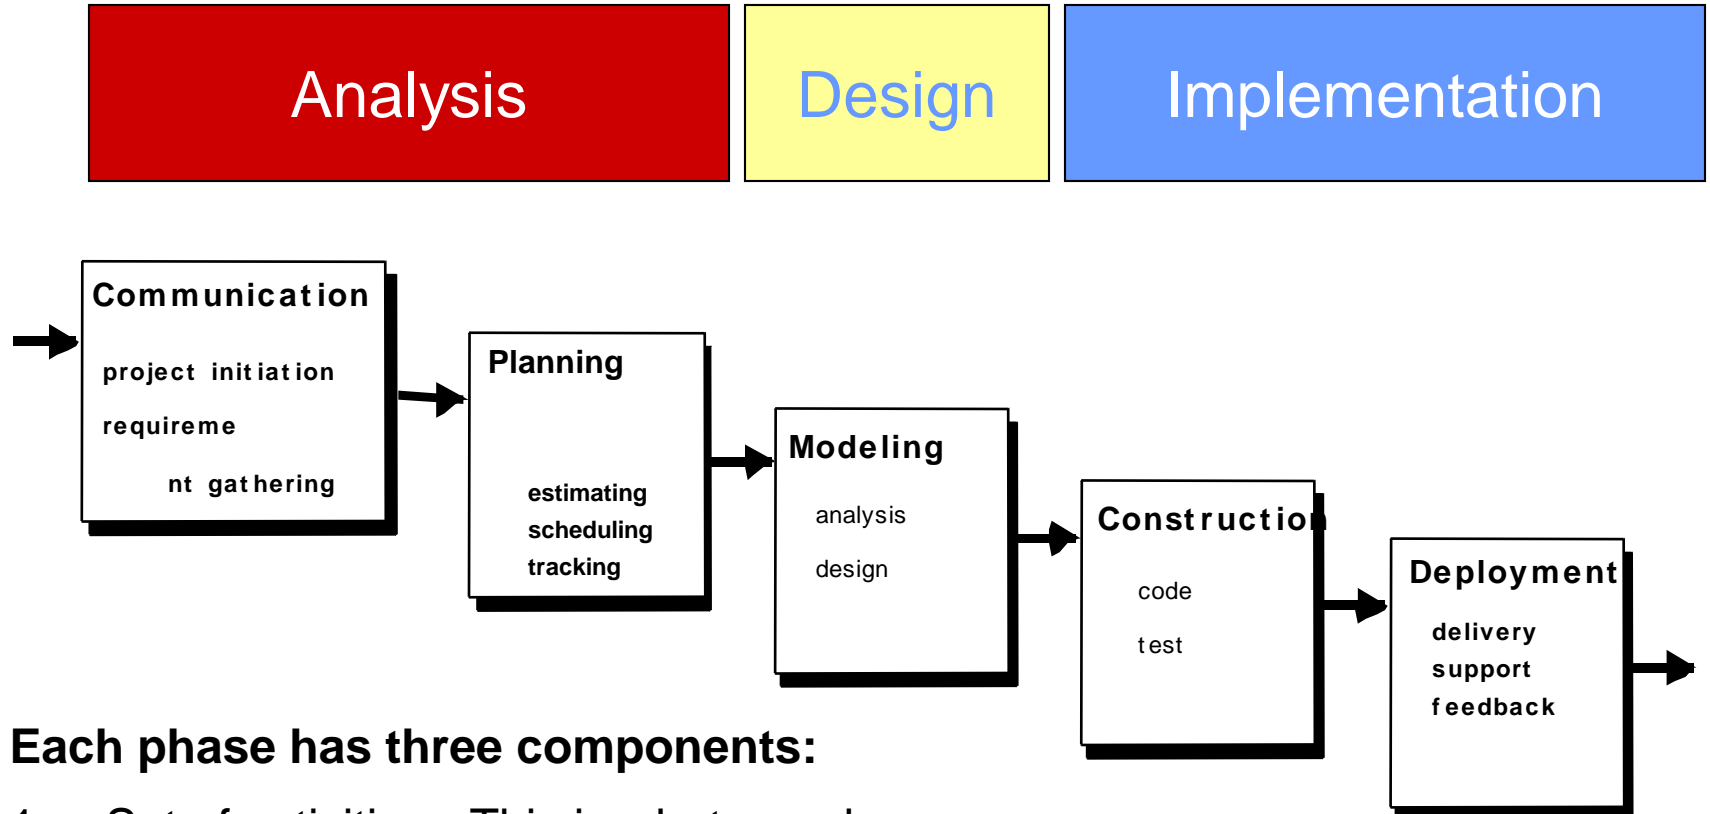 Analysis
Design
Implementation
Communication
project initiation
requireme
nt gathering
Planning
estimating
scheduling
tracking
Modeling
analysis
design
Construction
code
test
Deployment
delivery
support
feedback
Each phase has three components: